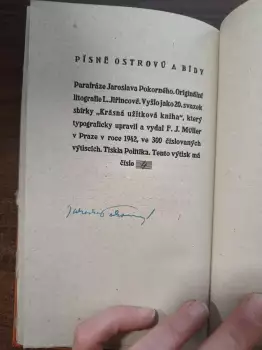 PÍSNĚ OSTROVŮ A BÍDY
Parafráze Jaroslava Pokorného. Originální
litografie L. Jiřincové. Vyšlo jako 20. svazek
sbírky „Krásná užitková kniha", který
typograficky upravil a vydal F. J. Müller
v Praze v roce 1942, ve 300 číslovaných
výtiscích. Tiskla Politika. Tento výtisk má
číslo